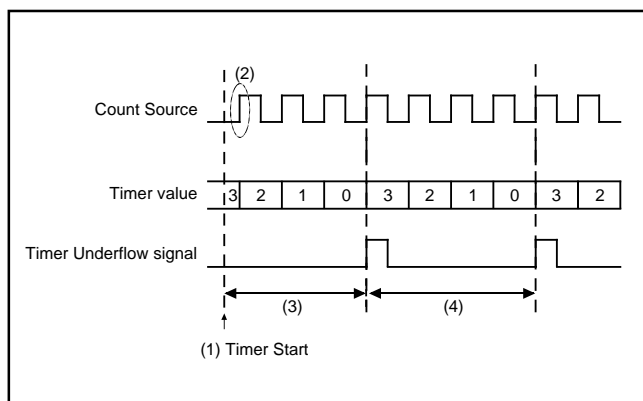 (2)
Count Source
Timer value 3 2 1 0 3 2 1 0 3 2
Timer Underflow signal
(3) (4)
(1) Timer Start